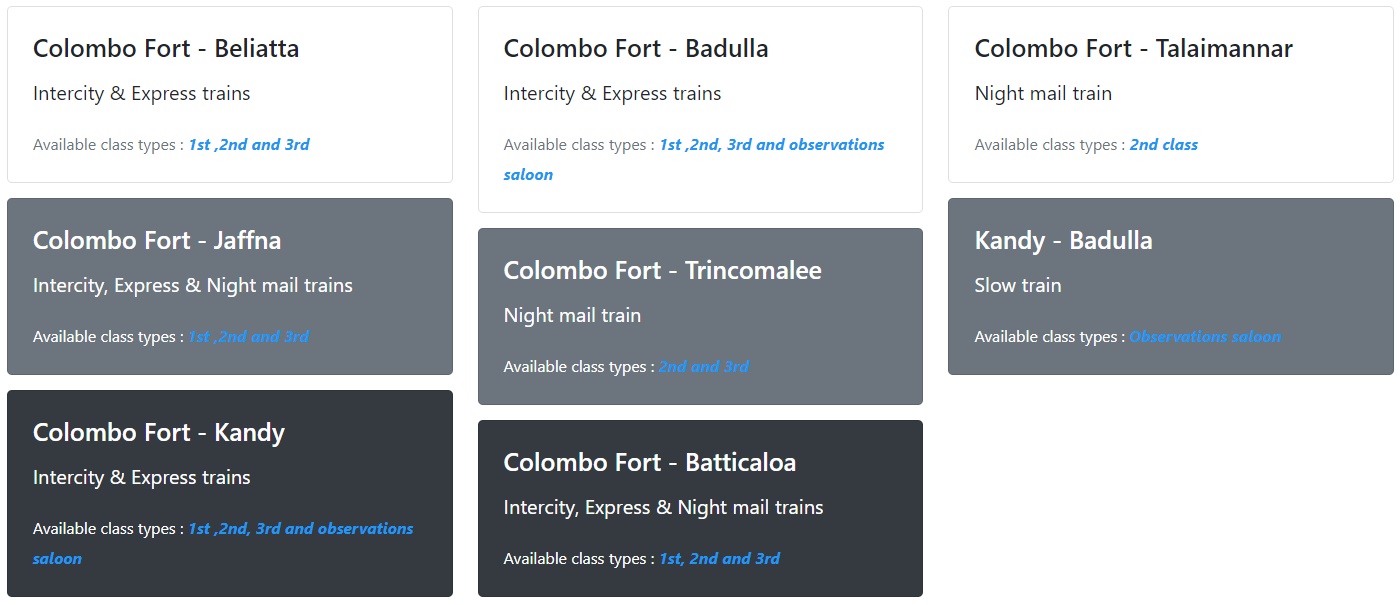 Colombo Fort - Beliatta
Intercity & Express trains
Available class types : 1st ,2nd and 3rd
Colombo Fort - Jaffna
Intercity, Express & Night mail trains
Available class types : 1st ,2nd and 3rd
Colombo Fort - Kandy
Intercity & Express trains
Available class types : 1st ,2nd, 3rd and observations
saloon
Colombo Fort - Badulla
Intercity & Express trains
Available class types : 1st ,2nd, 3rd and observations
saloon
Colombo Fort - Trincomalee
Night mail train
Available class types : 2nd and 3rd
Colombo Fort - Batticaloa
Intercity, Express & Night mail trains
Available class types : 1st, 2nd and 3rd
Colombo Fort - Talaimannar
Night mail train
Available class types : 2nd class
Kandy - Badulla
Slow train
Available class types : Observations saloon